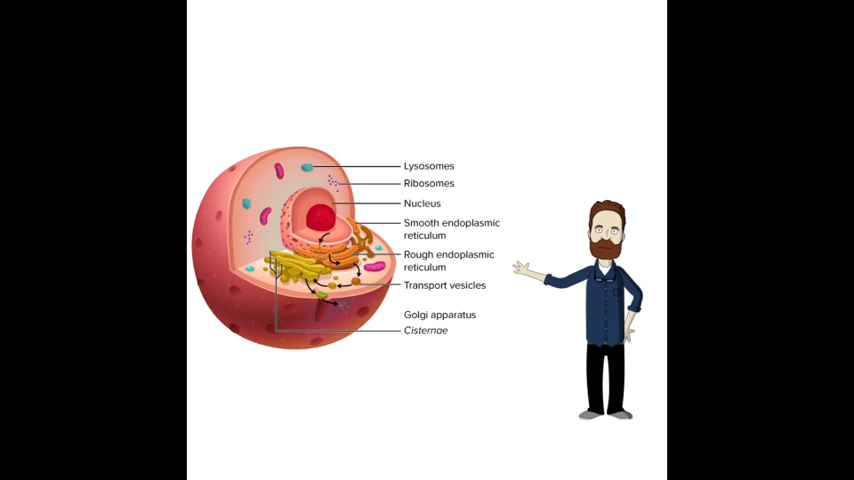 Lysosomes
Ribosomes
Nucleus
Smooth endoplasmic
reticulum
Rough endoplasmic
reticulum
Transport vesicles
Golgi apparatus
Cisternae